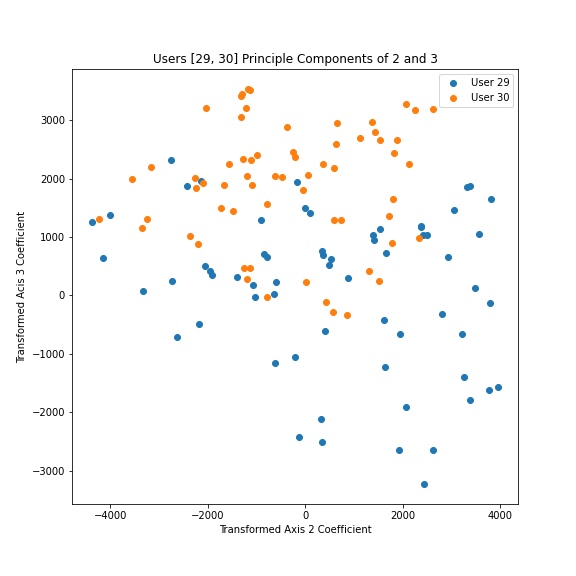 Users [29, 30] Principle Components of 2 and 3
User 29
User 30
Transformed Acis 3 Coefficient
3000
2000
1000
0
−1000
−2000
−3000
−4000
−2000
0
2000
4000
Transformed Axis 2 Coefficient